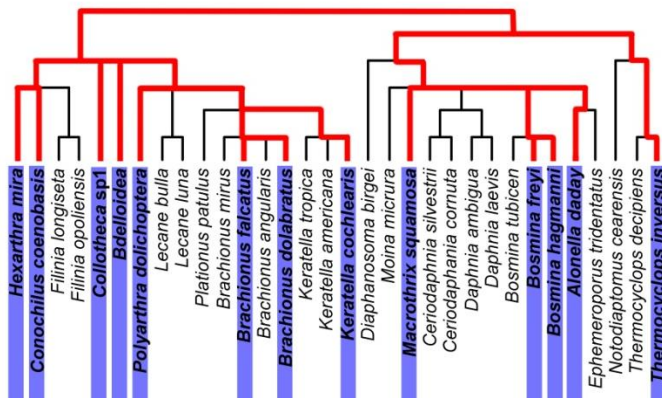 Hexarthra mira
Conochilus coenobasis
Filinia longiseta
Filinia opoliensis
Collotheca sp1
Bdelloidea
Polyarthra dolichoptera
Lecane bulla
Lecane luna
Plationus patulus
Brachionus mirus
Brachionus falcatus
Brachionus angularis
Brachionus dolabratus
Keratella tropica
Keratella americana
Keratella cochlearis
Diaphanosoma birgei
Moina micrura
Macrothrix squamosa
Ceriodaphnia silvestrii
Ceriodaphania cornuta
Daphnia ambigua
Daphnia laevis
Bosmina tubicen
Bosmina freyi
Bosmina hagmanni
Alonella daday
Ephemeroporus tridentatus
Notodiaptomus cearensis
Thermocyclops decipiens
Thermocyclops inversus